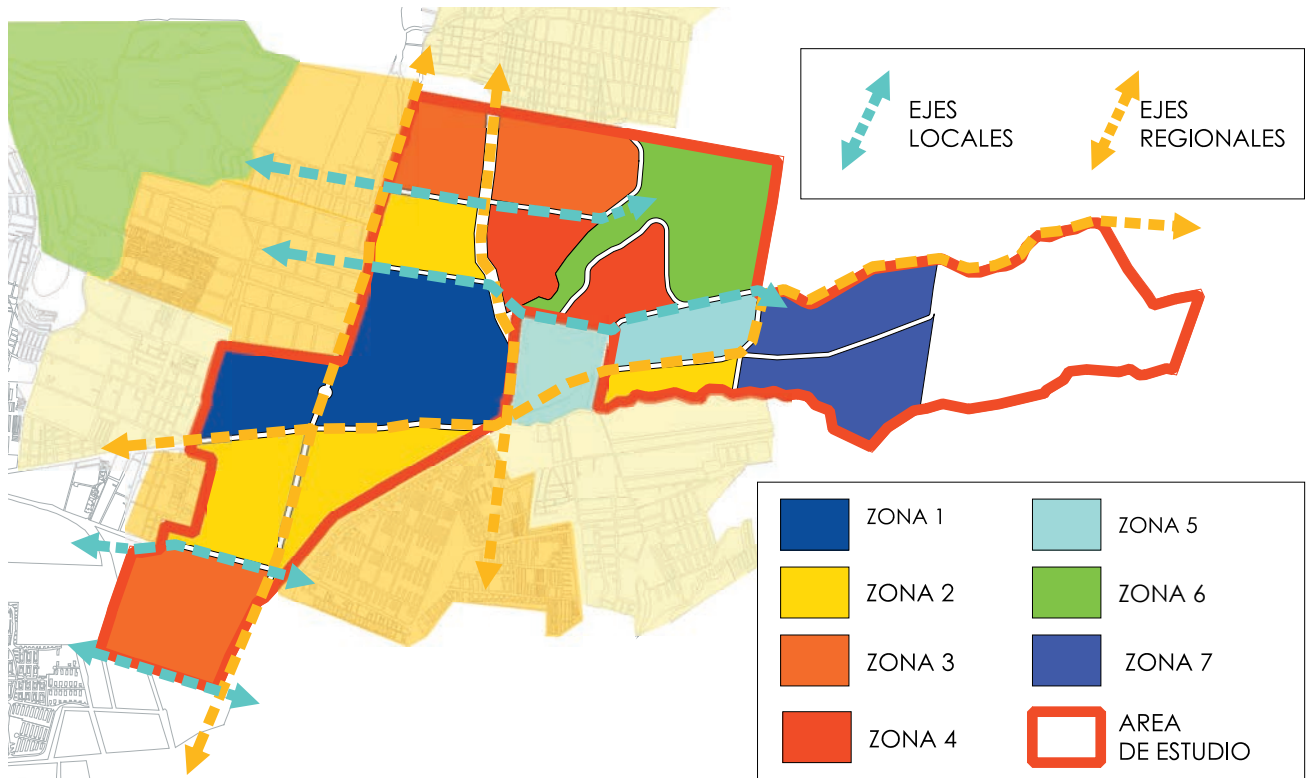 EJES
LOCALES
EJES
REGIONALES
ZONA 1
ZONA 2
ZONA 3
ZONA 4
ZONA 5
ZONA 6
ZONA 7
AREA
DE ESTUDIO